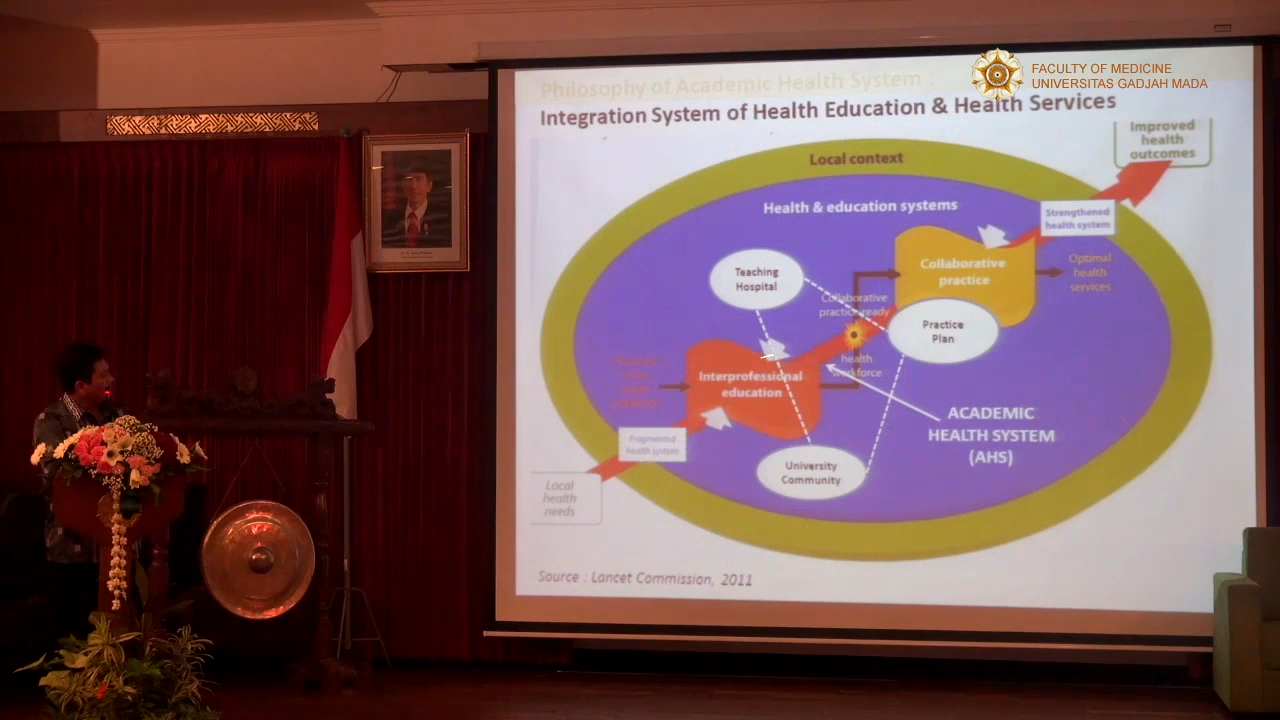 FACULTY OF MEDICINE
UNIVERSITAS GADJAH MADA
Philosophy of Academic Health System :
Integration System of Health Education & Health Services
Improved
health
outcomes
Local context
Health & education systems
Strengthened
health system
Collaborative
practice
Optimal
health
services
Teaching
Hospital
Collaborative
practice-ready
Practice
Plan
health
workforce
Interprofessional
education
Fragmented
health system
ACADEMIC
HEALTH SYSTEM
(AHS)
University
Community
Local
health
needs
Source : Lancet Commission, 2011